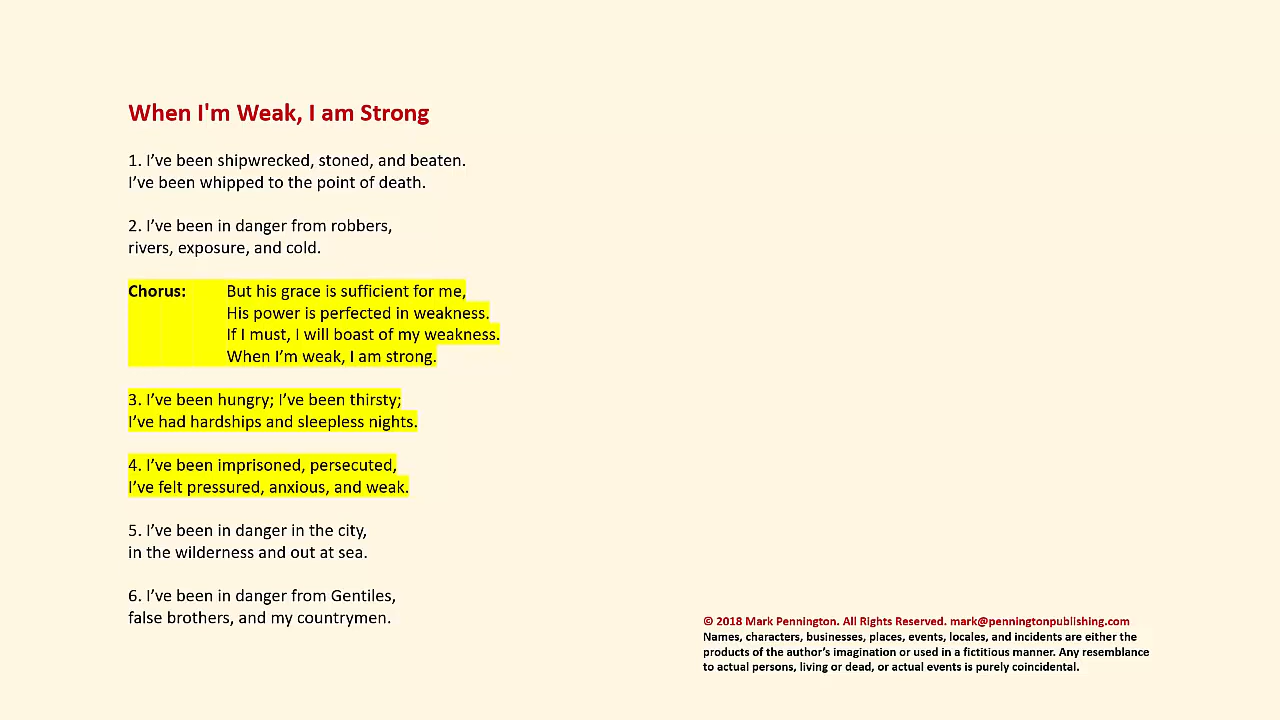 When I'm Weak, I am Strong
1. I’ve been shipwrecked, stoned, and beaten.
I’ve been whipped to the point of death.
2. I’ve been in danger from robbers,
rivers, exposure, and cold.
Chorus: But his grace is sufficient for me,
His power is perfected in weakness.
If I must, I will boast of my weakness.
When I’m weak, I am strong.
3. I’ve been hungry; I’ve been thirsty;
I’ve had hardships and sleepless nights.
4. I’ve been imprisoned, persecuted,
I’ve felt pressured, anxious, and weak.
5. I’ve been in danger in the city,
in the wilderness and out at sea.
6. I’ve been in danger from Gentiles,
false brothers, and my countrymen.
© 2018 Mark Pennington. All Rights Reserved. mark@penningtonpublishing.com
Names, characters, businesses, places, events, locales, and incidents are either the
products of the author’s imagination or used in a fictitious manner. Any resemblance
to actual persons, living or dead, or actual events is purely coincidental.